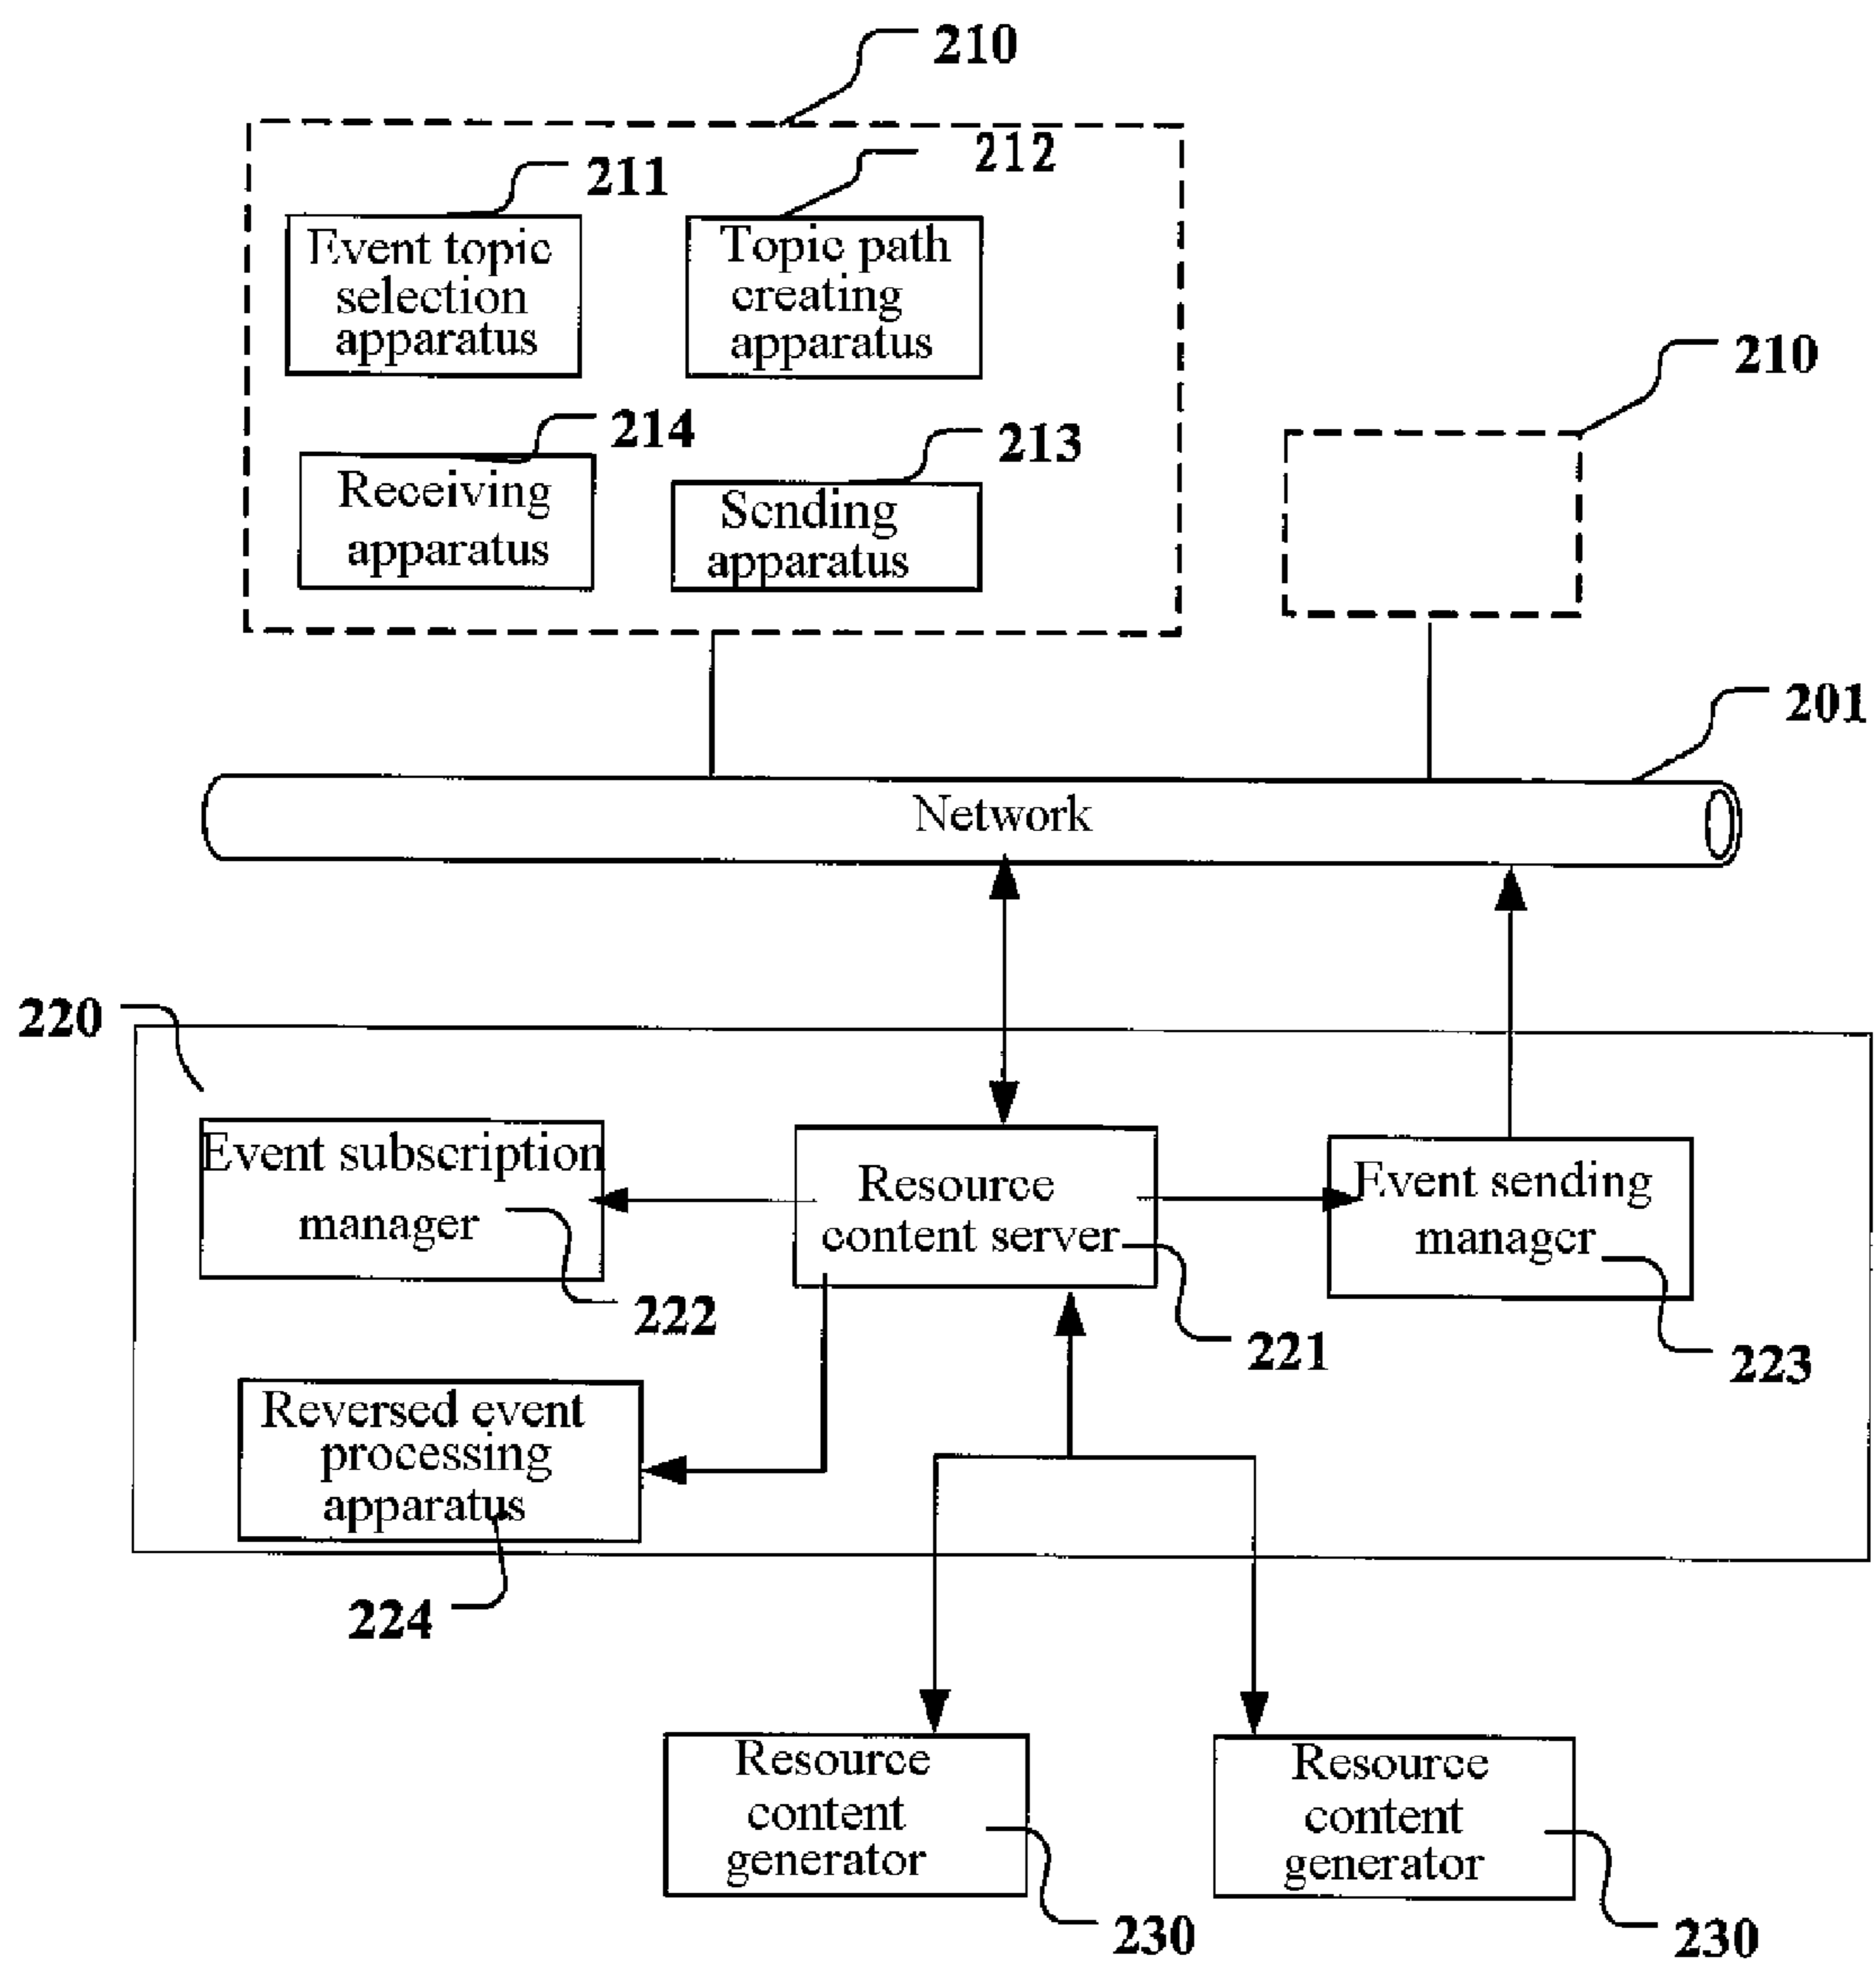 210
211
212
Event topic
selection
apparatus
Topic path
creating
apparatus
210
214
213
Receiving
apparatus
Sending
apparatus
201
Network
220
Event subscription
manager
222
Resource
content server
221
Event sending
manager
223
Reversed event
processing
apparatus
224
Resource
content
generator
230
Resource
content
generator
230